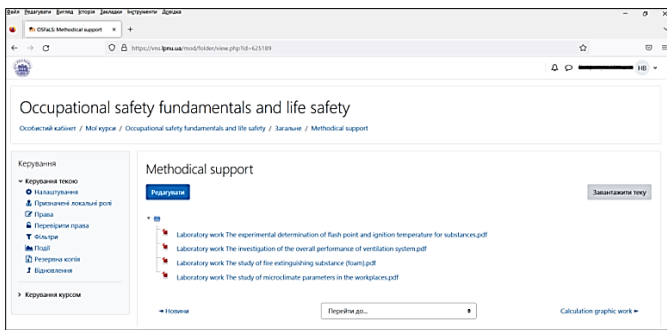 Файл Редагувати Вигляд Історія Закладки Інструменти Довідка
OSFaLS: Methodical support
https://vns.lpnu.ua/mod/folder/view.php?id=625189
НВ
Occupational safety fundamentals and life safety
Особистий кабінет / Мої курси / Occupational safety fundamentals and life safety / Загальне / Methodical support
Керування
Керування текою
Налаштування
Призначені локальні ролі
Права
Перевірити права
Фільтри
Події
Резервна копія
Відновлення
Керування курсом
Methodical support
Редагувати
Завантажити теку
Laboratory work The experimental determination of flash point and ignition temperature for substances.pdf
Laboratory work The investigation of the overall performance of ventilation system.pdf
Laboratory work The study of fire extinguishing substance (foam).pdf
Laboratory work The study of microclimate parameters in the workplaces.pdf
Новини
Перейти до...
Calculation graphic work